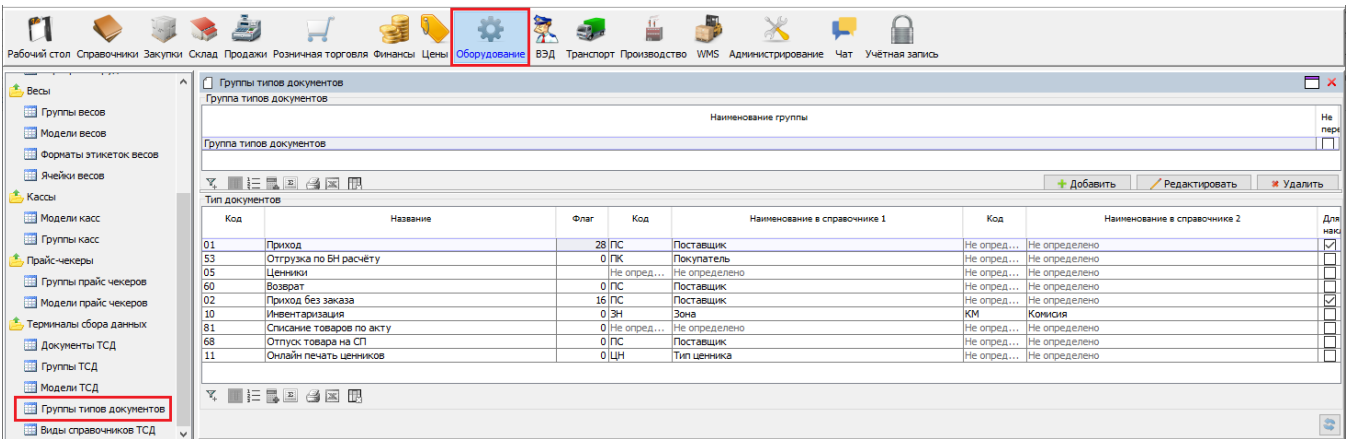 Рабочий стол Справочники Закупки Склад Продажи Розничная торговля Финансы Цены Оборудование ВЭД Транспорт Производство WMS Администрирование Чат Учётная запись
Весы
Группы весов
Модели весов
Форматы этикеток весов
Ячейки весов
Кассы
Модели касс
Группы касс
Прайс-чекеры
Группы прайс чекеров
Модели прайс чекеров
Терминалы сбора данных
Документы ТСД
Группы ТСД
Модели ТСД
Группы типов документов
Виды справочников ТСД
Группы типов документов
Группа типов документов
Наименование группы Не
пере
Группа типов документов
Добавить Редактировать Удалить
Тип документов
Код Название Флаг Код Наименование в справочнике 1 Код Наименование в справочнике 2 Для
нак
01 Приход 28 ПС Поставщик Не опред... Не определено
53 Отгрузка по БН расчёту 0 ПК Покупатель Не опред... Не определено
05 Ценники Не опред... Не определено Не опред... Не определено
60 Возврат 0 ПС Поставщик Не опред... Не определено
02 Приход без заказа 16 ПС Поставщик Не опред... Не определено
10 Инвентаризация 0 ЗН Зона КМ Комисия
81 Списание товаров по акту 0 Не опред... Не определено Не опред... Не определено
68 Отпуск товара на СП 0 ПС Поставщик Не опред... Не определено
11 Онлайн печать ценников 0 ЦН Тип ценника Не опред... Не определено